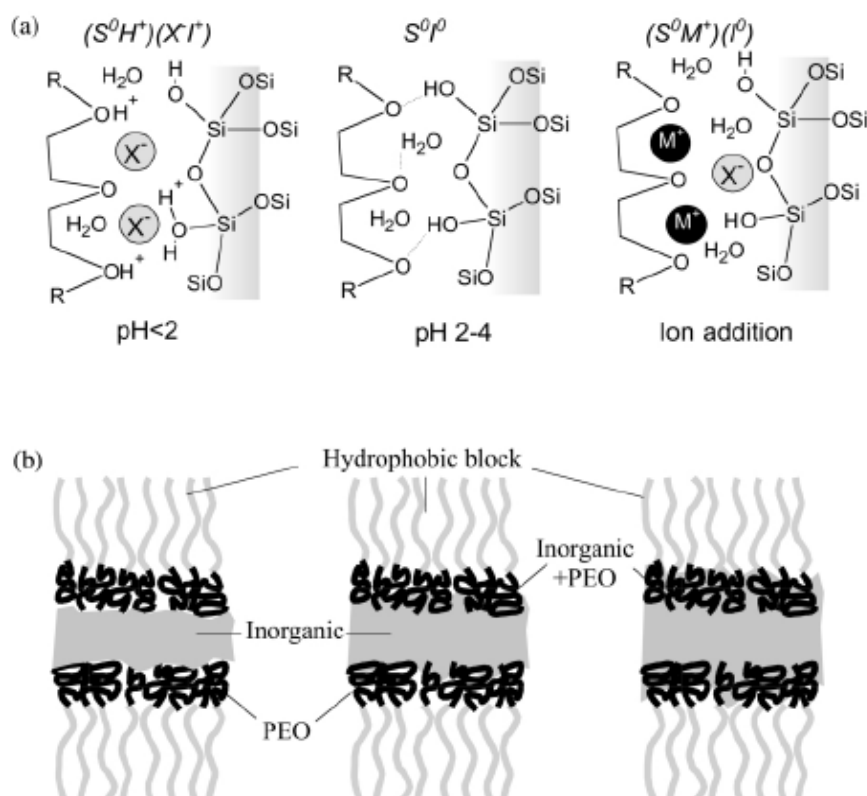 (a)
(S⁰H⁺)(X⁻I⁺)
S⁰I⁰
(S⁰M⁺)(I⁰)
R
H₂O
H
O
OSi
OH⁺
Si
OSi
X⁻
O
O
H⁺
H₂O
X⁻
H
O
Si
OSi
H
R
OH⁺
SiO
R
O
HO
OSi
Si
OSi
H₂O
O
O
H₂O
HO
Si
OSi
O
R
SiO
R
H₂O
H
O
OSi
O
Si
OSi
M⁺
H₂O
O
X⁻
O
M⁺
HO
Si
OSi
H₂O
O
R
SiO
pH<2
pH 2-4
Ion addition
(b)
Hydrophobic block
Inorganic
+PEO
Inorganic
PEO